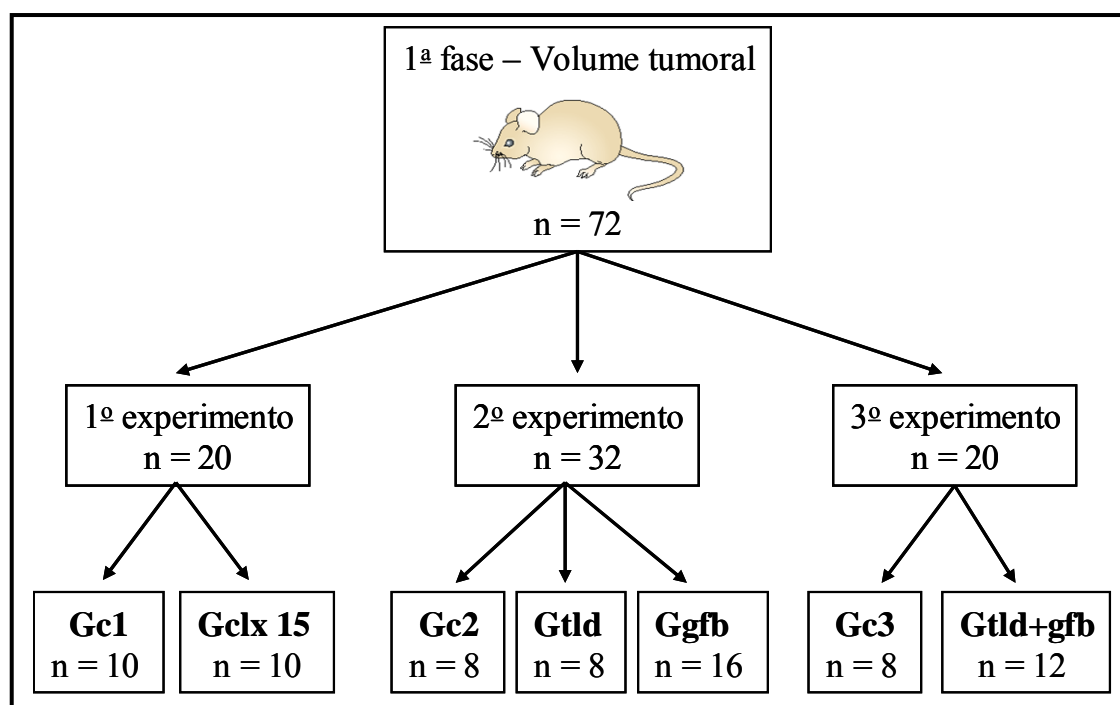 1ª fase – Volume tumoral
n = 72
1º experimento
n = 20
2º experimento
n = 32
3º experimento
n = 20
Gc1
n = 10
Gclx 15
n = 10
Gc2
n = 8
Gtld
n = 8
Ggfb
n = 16
Gc3
n = 8
Gtld+gfb
n = 12